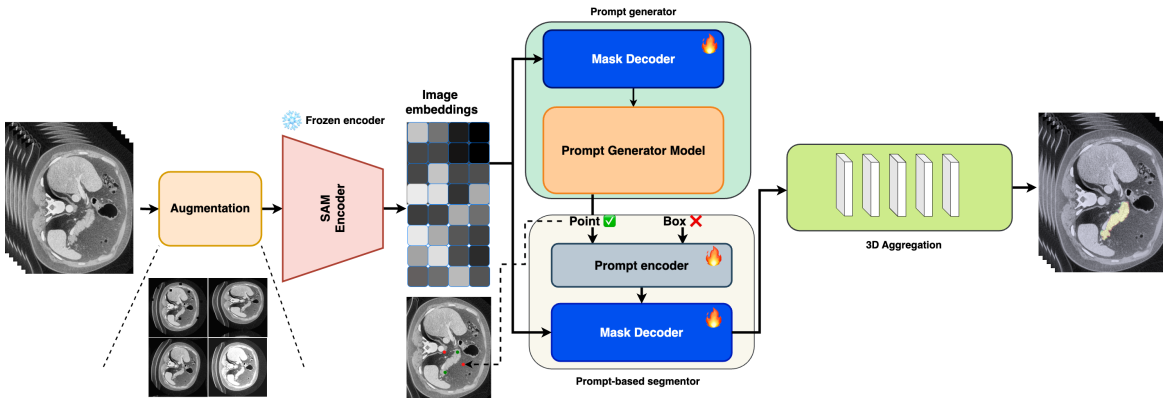 Prompt generator
Mask Decoder
Image
embeddings
Frozen encoder
Prompt Generator Model
SAM
Encoder
Augmentation
Point ✅
Box ❌
Prompt encoder
3D Aggregation
Mask Decoder
Prompt-based segmentor